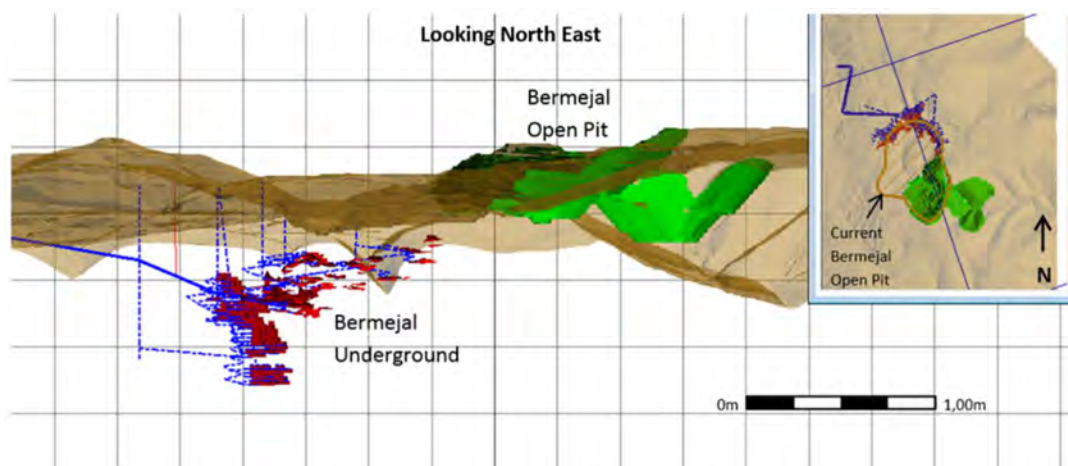 Looking North East
Bermejal
Open Pit
Bermejal
Underground
0m
1,00m
Current
Bermejal
Open Pit
N